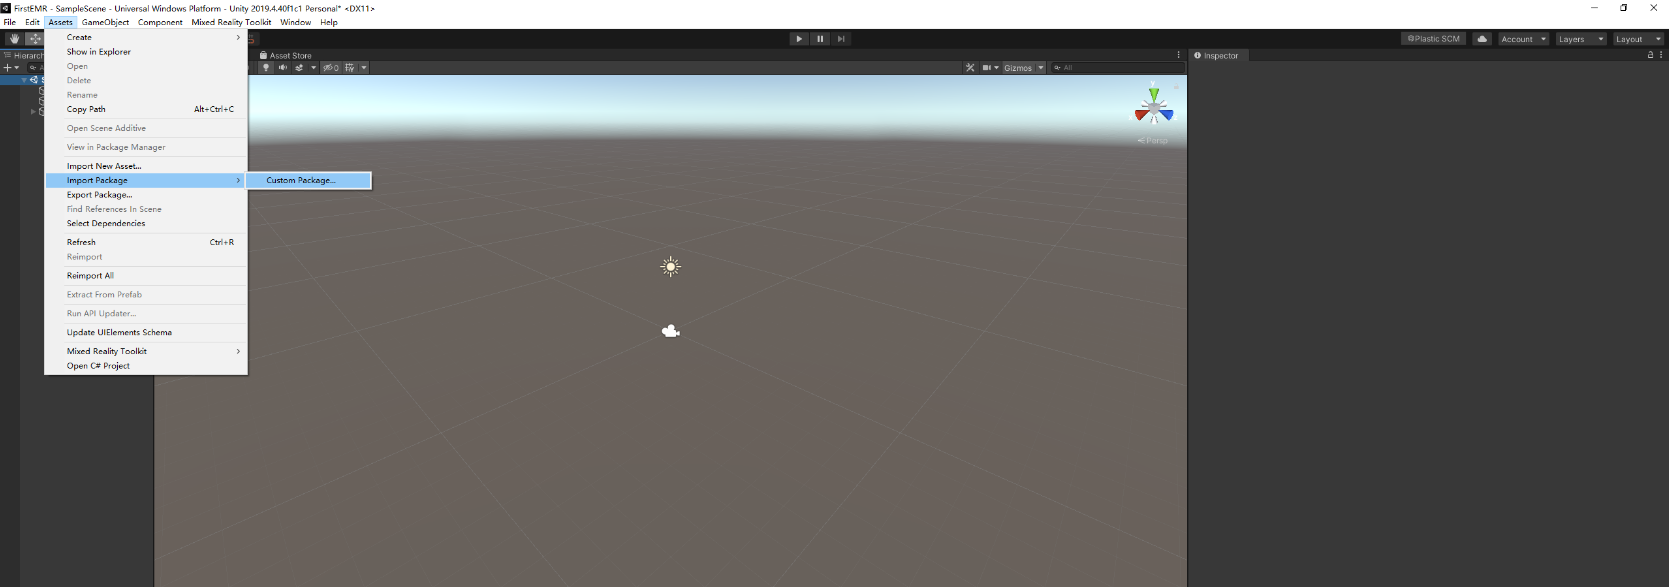 FirstEMR - SampleScene - Universal Windows Platform - Unity 2019.4.40f1c1 Personal* <DX11>
File Edit Assets GameObject Component Mixed Reality Toolkit Window Help
Plastic SCM Account Layers Layout
Hierarch
Asset Store
Inspector
Gizmos All
Create
Show in Explorer
Open
Delete
Rename
Copy Path Alt+Ctrl+C
Open Scene Additive
View in Package Manager
Import New Asset...
Import Package
Custom Package...
Export Package...
Find References In Scene
Select Dependencies
Refresh Ctrl+R
Reimport
Reimport All
Extract From Prefab
Run API Updater...
Update UIElements Schema
Mixed Reality Toolkit
Open C# Project
Persp